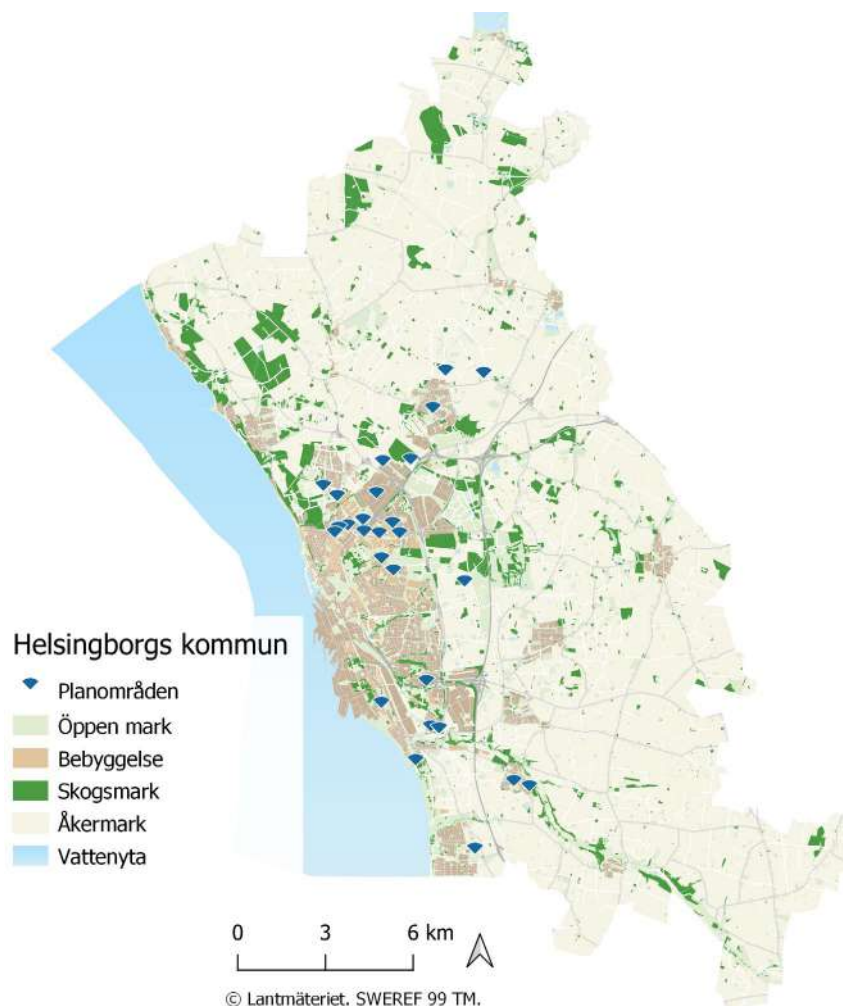 Helsingborgs kommun
Planområden
Öppen mark
Bebyggelse
Skogsmark
Åkermark
Vattenyta
0 3 6 km
© Lantmäteriet. SWEREF 99 TM.